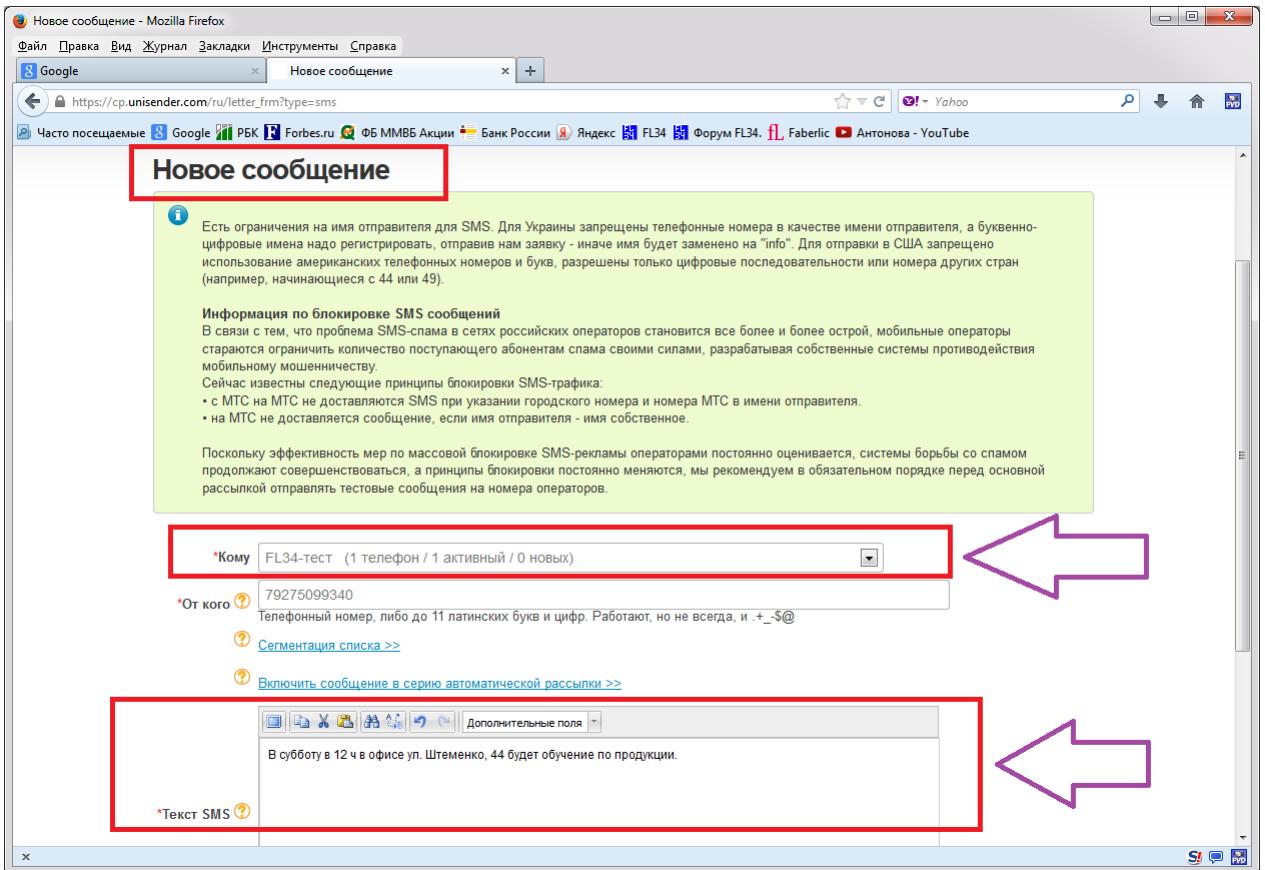 Новое сообщение - Mozilla Firefox
Файл Правка Вид Журнал Закладки Инструменты Справка
Google
Новое сообщение
https://cp.unisender.com/ru/letter_frm?type=sms
Yahoo
Часто посещаемые Google РБК Forbes.ru ФБ ММВБ Акции Банк России Яндекс FL34 Форум FL34. Faberlic Антонова - YouTube
Новое сообщение
Есть ограничения на имя отправителя для SMS. Для Украины запрещены телефонные номера в качестве имени отправителя, а буквенно-
цифровые имена надо регистрировать, отправив нам заявку - иначе имя будет заменено на "info". Для отправки в США запрещено
использование американских телефонных номеров и букв, разрешены только цифровые последовательности или номера других стран
(например, начинающиеся с 44 или 49).
Информация по блокировке SMS сообщений
В связи с тем, что проблема SMS-спама в сетях российских операторов становится все более и более острой, мобильные операторы
стараются ограничить количество поступающего абонентам спама своими силами, разрабатывая собственные системы противодействия
мобильному мошенничеству.
Сейчас известны следующие принципы блокировки SMS-трафика:
• с МТС на МТС не доставляются SMS при указании городского номера и номера МТС в имени отправителя.
• на МТС не доставляется сообщение, если имя отправителя - имя собственное.
Поскольку эффективность мер по массовой блокировке SMS-рекламы операторами постоянно оценивается, системы борьбы со спамом
продолжают совершенствоваться, а принципы блокировки постоянно меняются, мы рекомендуем в обязательном порядке перед основной
рассылкой отправлять тестовые сообщения на номера операторов.
*Кому FL34-тест (1 телефон / 1 активный / 0 новых)
*От кого 79275099340
Телефонный номер, либо до 11 латинских букв и цифр. Работают, но не всегда, и .+_-$@
Сегментация списка >>
Включить сообщение в серию автоматической рассылки >>
Дополнительные поля
В субботу в 12 ч в офисе ул. Штеменко, 44 будет обучение по продукции.
*Текст SMS